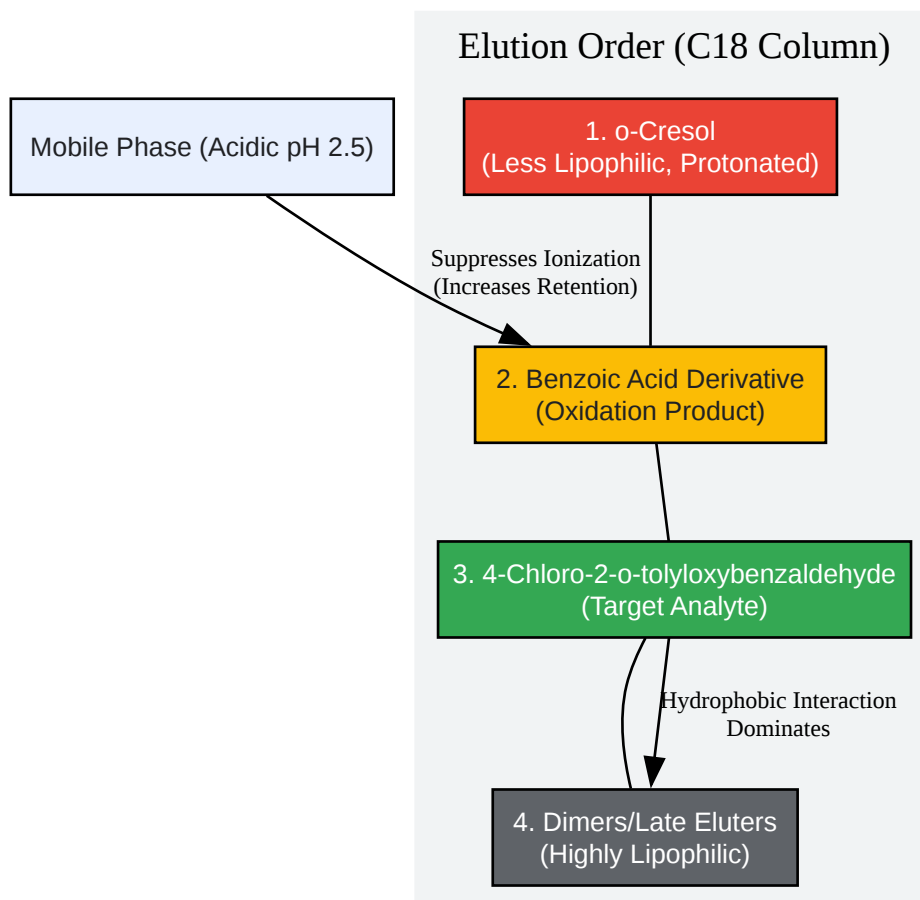 Elution Order (C18 Column)
Mobile Phase (Acidic pH 2.5)
1. o-Cresol
(Less Lipophilic, Protonated)
Suppresses Ionization
(Increases Retention)
2. Benzoic Acid Derivative
(Oxidation Product)
3. 4-Chloro-2-o-tolyloxybenzaldehyde
(Target Analyte)
Hydrophobic Interaction
Dominates
4. Dimers/Late Eluters
(Highly Lipophilic)